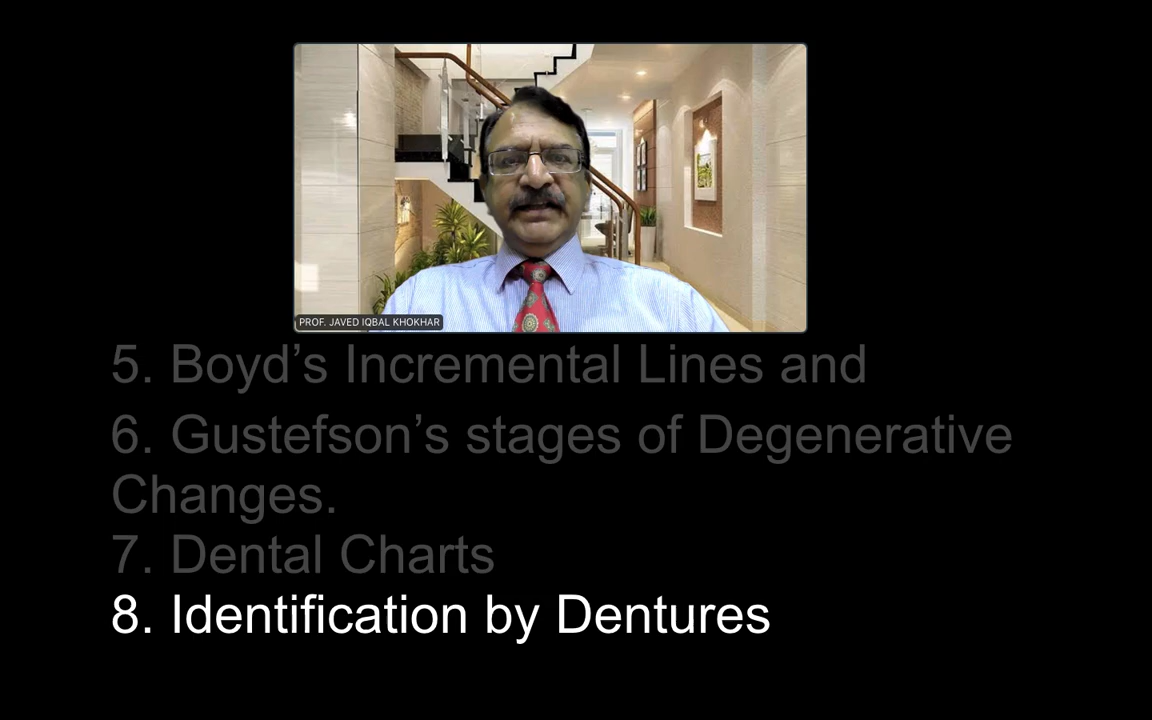 PROF. JAVED IQBAL KHOKHAR
5. Boyd’s Incremental Lines and
6. Gustefson’s stages of Degenerative
Changes.
7. Dental Charts
8. Identification by Dentures